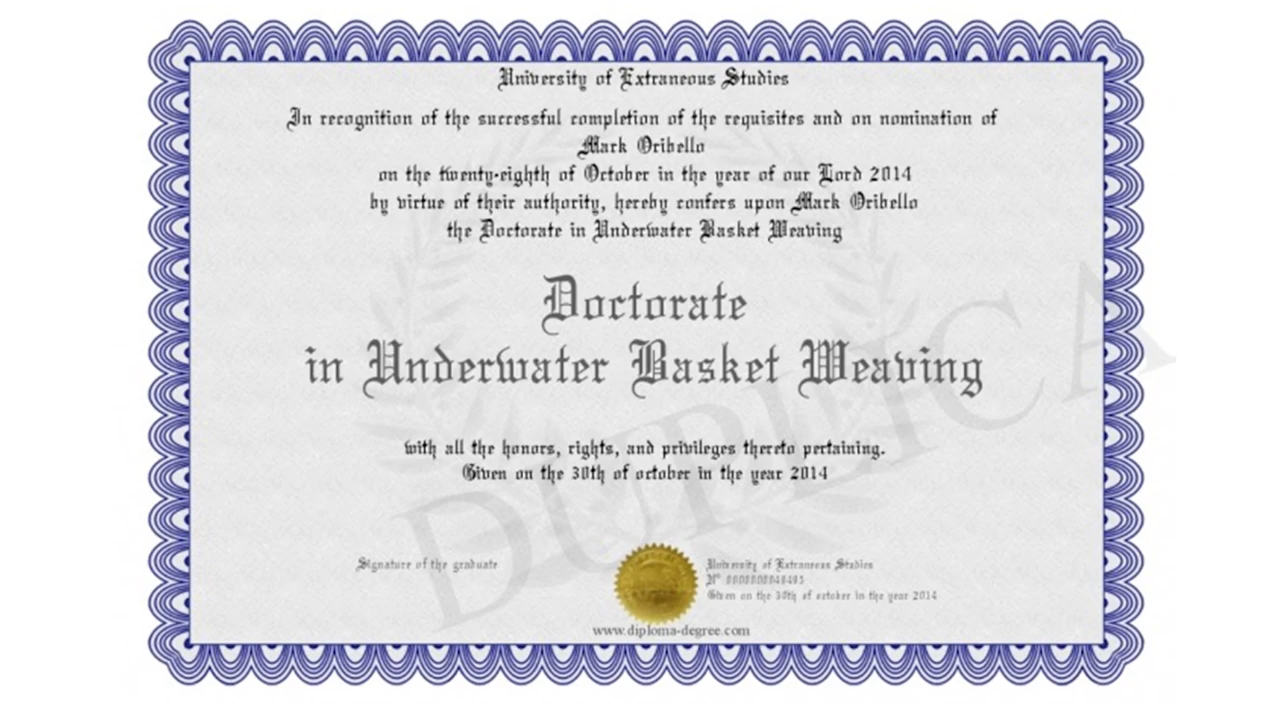 University of Extraneous Studies
In recognition of the successful completion of the requisites and on nomination of
Mark Oribello
on the twenty-eighth of October in the year of our Lord 2014
by virtue of their authority, hereby confers upon Mark Oribello
the Doctorate in Underwater Basket Weaving
Doctorate
in Underwater Basket Weaving
with all the honors, rights, and privileges thereto pertaining.
Given on the 30th of october in the year 2014
DUPLICA
Signature of the graduate
University of Extraneous Studies
Nº
Given on the 30th of october in the year 2014
www.diploma-degree.com